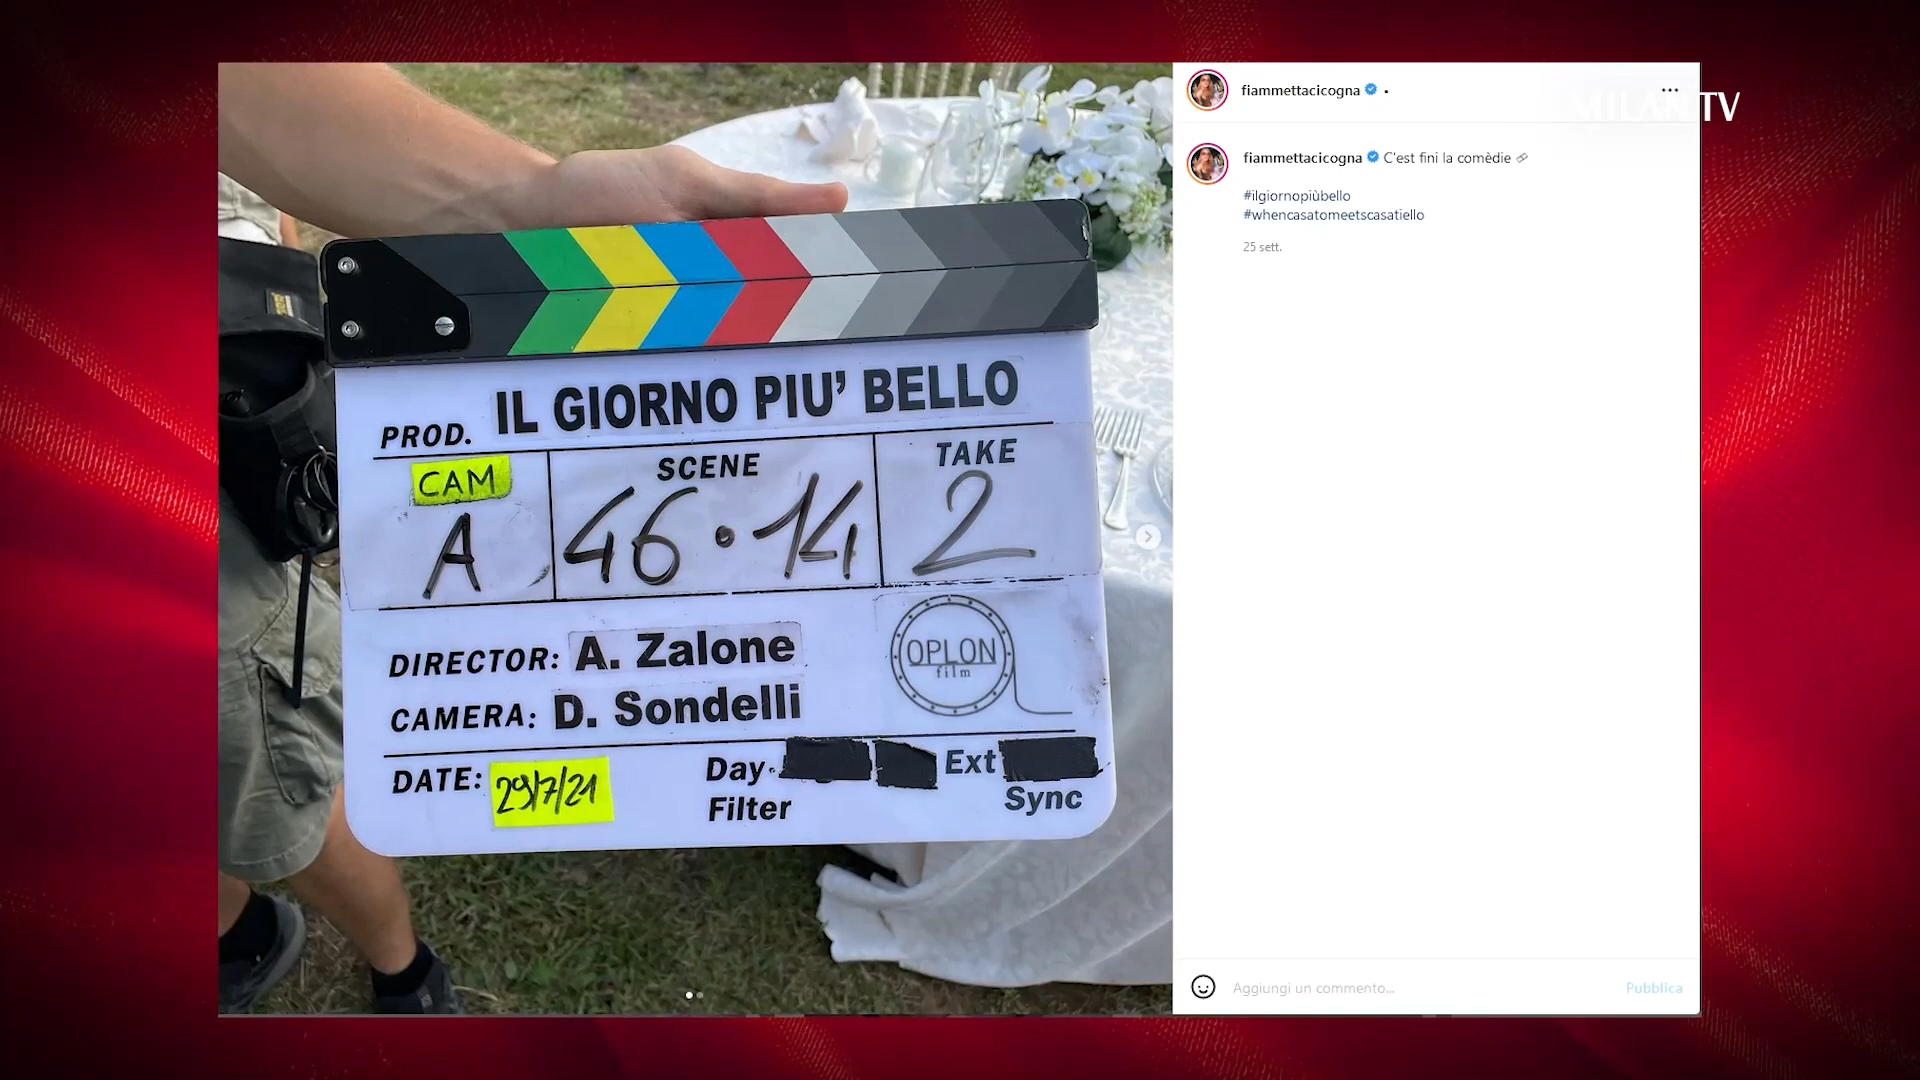 fiammettacicogna •
MILAN TV
fiammettacicogna C'est fini la comèdie
#ilgiornopiùbello
#whencasatomeetscasatiello
25 sett.
PROD. IL GIORNO PIU' BELLO
CAM
A
SCENE
46•14
TAKE
2
DIRECTOR: A. Zalone
CAMERA: D. Sondelli
OPLON
film
DATE: 29/7/21
Day Ext
Filter Sync
Aggiungi un commento... Pubblica